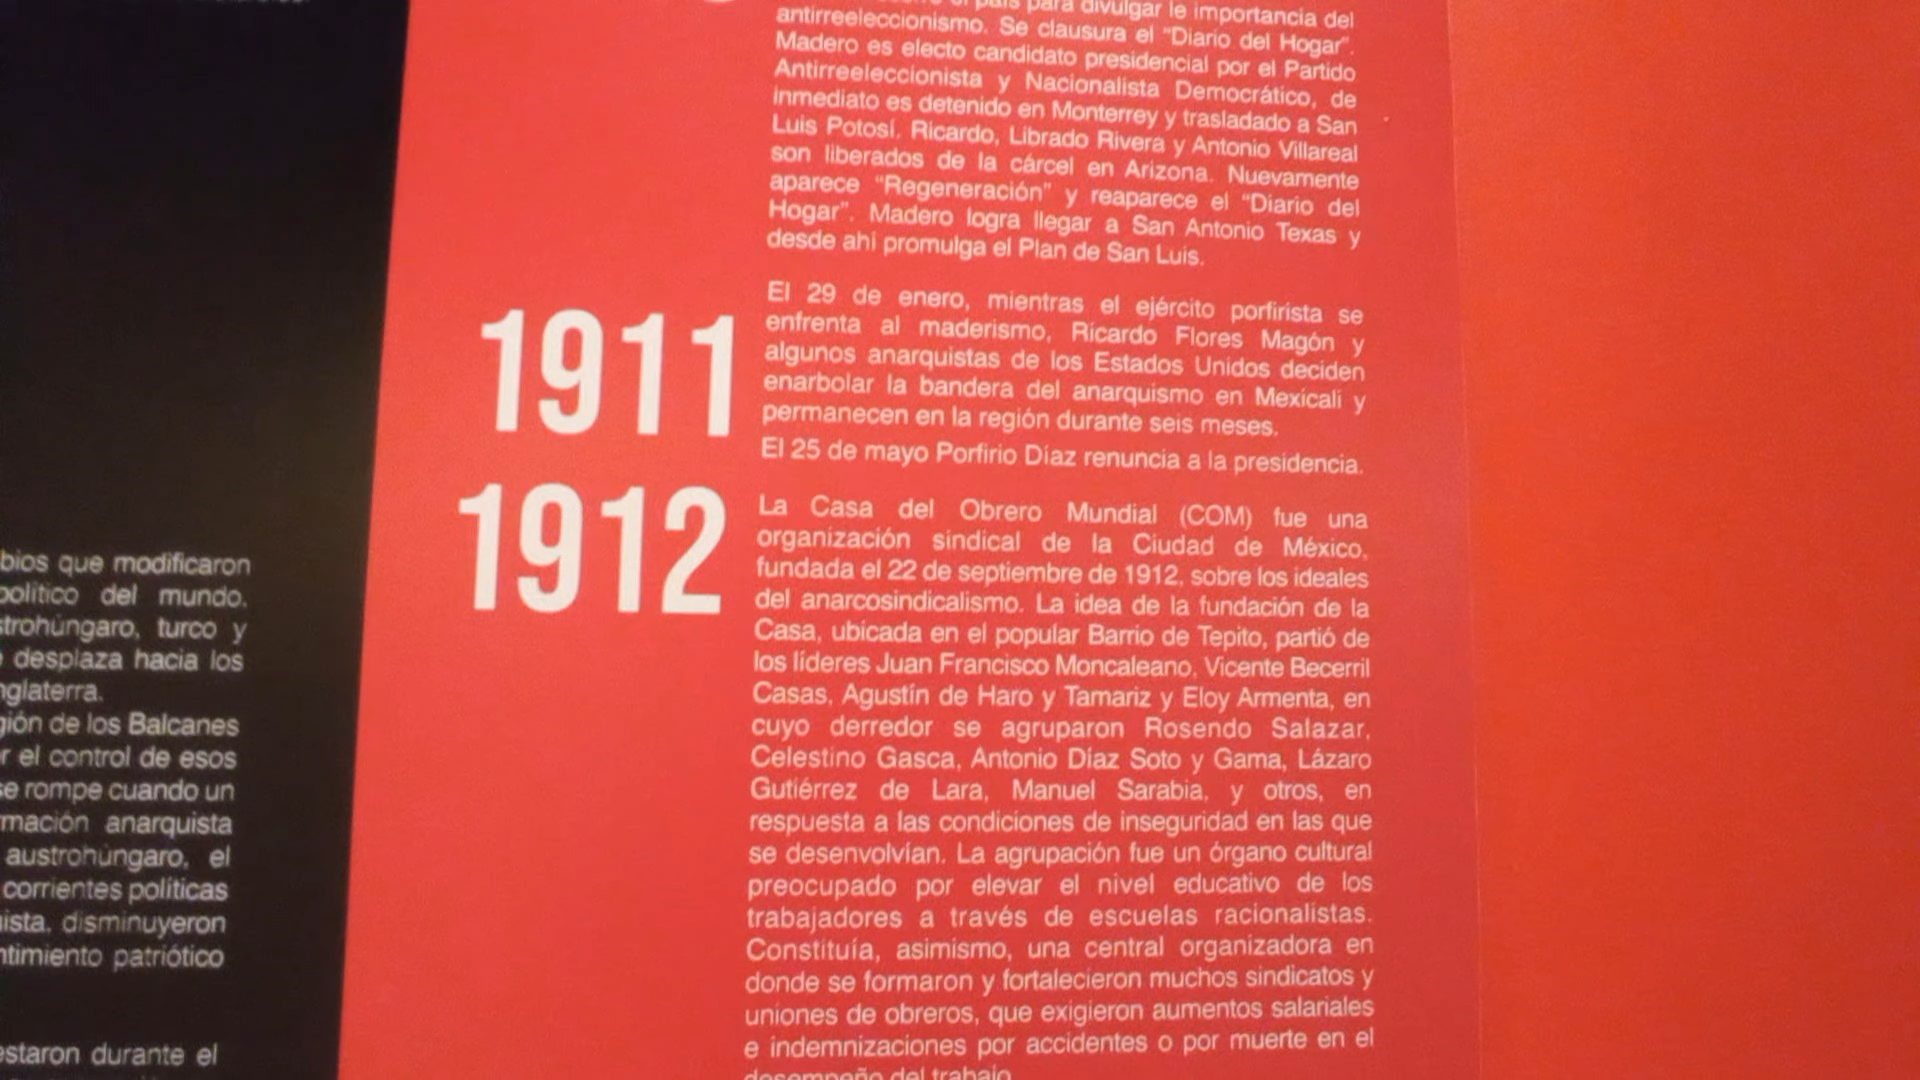 país para divulgar le importancia del
antirreeleccionismo. Se clausura el "Diario del Hogar".
Madero es electo candidato presidencial por el Partido
Antirreeleccionista y Nacionalista Democrático, de
inmediato es detenido en Monterrey y trasladado a San
Luis Potosí. Ricardo, Librado Rivera y Antonio Villareal
son liberados de la cárcel en Arizona. Nuevamente
aparece "Regeneración" y reaparece el "Diario del
Hogar". Madero logra llegar a San Antonio Texas y
desde ahí promulga el Plan de San Luis.
1911
El 29 de enero, mientras el ejército porfirista se
enfrenta al maderismo, Ricardo Flores Magón y
algunos anarquistas de los Estados Unidos deciden
enarbolar la bandera del anarquismo en Mexicali y
permanecen en la región durante seis meses.
El 25 de mayo Porfirio Díaz renuncia a la presidencia.
1912
La Casa del Obrero Mundial (COM) fue una
organización sindical de la Ciudad de México,
fundada el 22 de septiembre de 1912, sobre los ideales
del anarcosindicalismo. La idea de la fundación de la
Casa, ubicada en el popular Barrio de Tepito, partió de
los líderes Juan Francisco Moncaleano, Vicente Becerril
Casas, Agustín de Haro y Tamariz y Eloy Armenta, en
cuyo derredor se agruparon Rosendo Salazar,
Celestino Gasca, Antonio Díaz Soto y Gama, Lázaro
Gutiérrez de Lara, Manuel Sarabia, y otros, en
respuesta a las condiciones de inseguridad en las que
se desenvolvían. La agrupación fue un órgano cultural
preocupado por elevar el nivel educativo de los
trabajadores a través de escuelas racionalistas.
Constituía, asimismo, una central organizadora en
donde se formaron y fortalecieron muchos sindicatos y
uniones de obreros, que exigieron aumentos salariales
e indemnizaciones por accidentes o por muerte en el
desempeño del trabajo
bios que modificaron
político del mundo.
strohúngaro, turco y
desplaza hacia los
nglaterra.
gión de los Balcanes
r el control de esos
se rompe cuando un
mación anarquista
austrohúngaro, el
corrientes políticas
ista, disminuyeron
ntimiento patriótico
estaron durante el